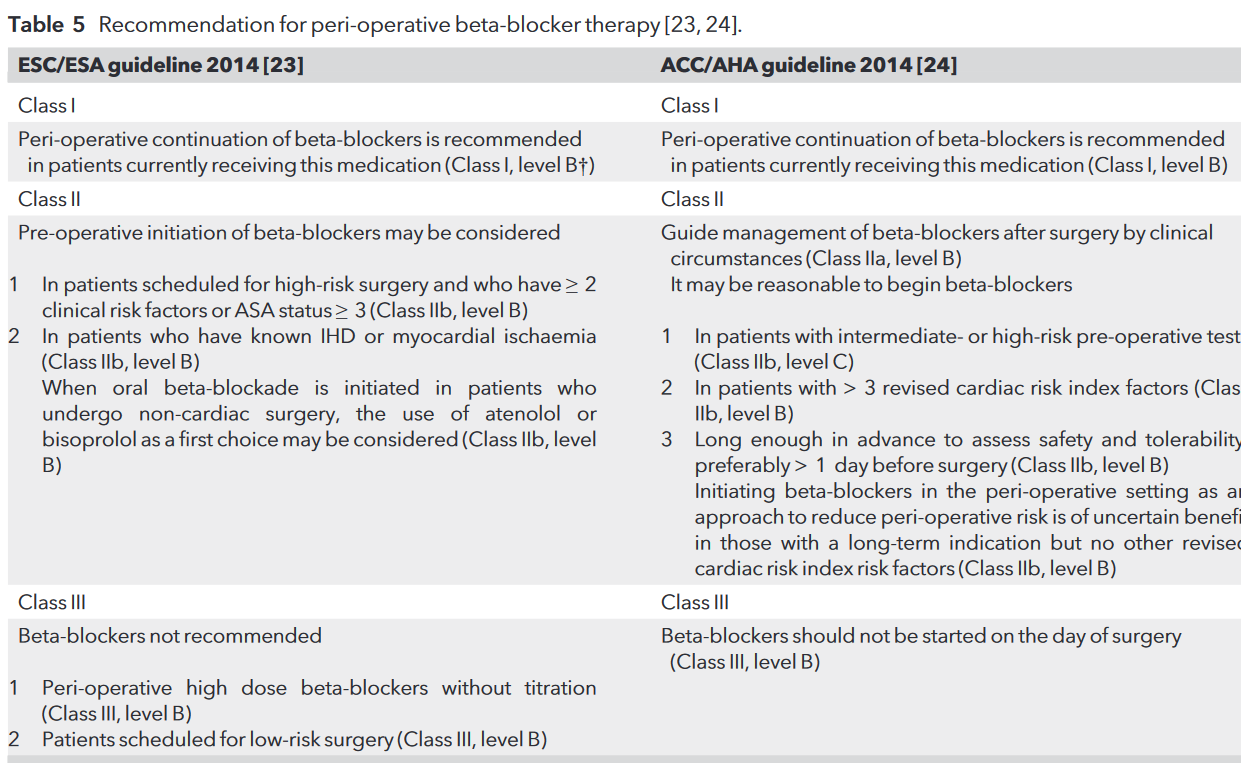 Table 5 Recommendation for peri-operative beta-blocker therapy [23, 24].
ESC/ESA guideline 2014 [23]
Class I
Peri-operative continuation of beta-blockers is recommended
in patients currently receiving this medication (Class I, level B†)
Class II
Pre-operative initiation of beta-blockers may be considered
1 In patients scheduled for high-risk surgery and who have ≥ 2
clinical risk factors or ASA status ≥ 3 (Class IIb, level B)
2 In patients who have known IHD or myocardial ischaemia
(Class IIb, level B)
When oral beta-blockade is initiated in patients who
undergo non-cardiac surgery, the use of atenolol or
bisoprolol as a first choice may be considered (Class IIb, level
B)
Class III
Beta-blockers not recommended
1 Peri-operative high dose beta-blockers without titration
(Class III, level B)
2 Patients scheduled for low-risk surgery (Class III, level B)
ACC/AHA guideline 2014 [24]
Class I
Peri-operative continuation of beta-blockers is recommended
in patients currently receiving this medication (Class I, level B)
Class II
Guide management of beta-blockers after surgery by clinical
circumstances (Class IIa, level B)
It may be reasonable to begin beta-blockers
1 In patients with intermediate- or high-risk pre-operative test
(Class IIb, level C)
2 In patients with > 3 revised cardiac risk index factors (Clas
IIb, level B)
3 Long enough in advance to assess safety and tolerability
preferably > 1 day before surgery (Class IIb, level B)
Initiating beta-blockers in the peri-operative setting as a
approach to reduce peri-operative risk is of uncertain benefi
in those with a long-term indication but no other revised
cardiac risk index risk factors (Class IIb, level B)
Class III
Beta-blockers should not be started on the day of surgery
(Class III, level B)